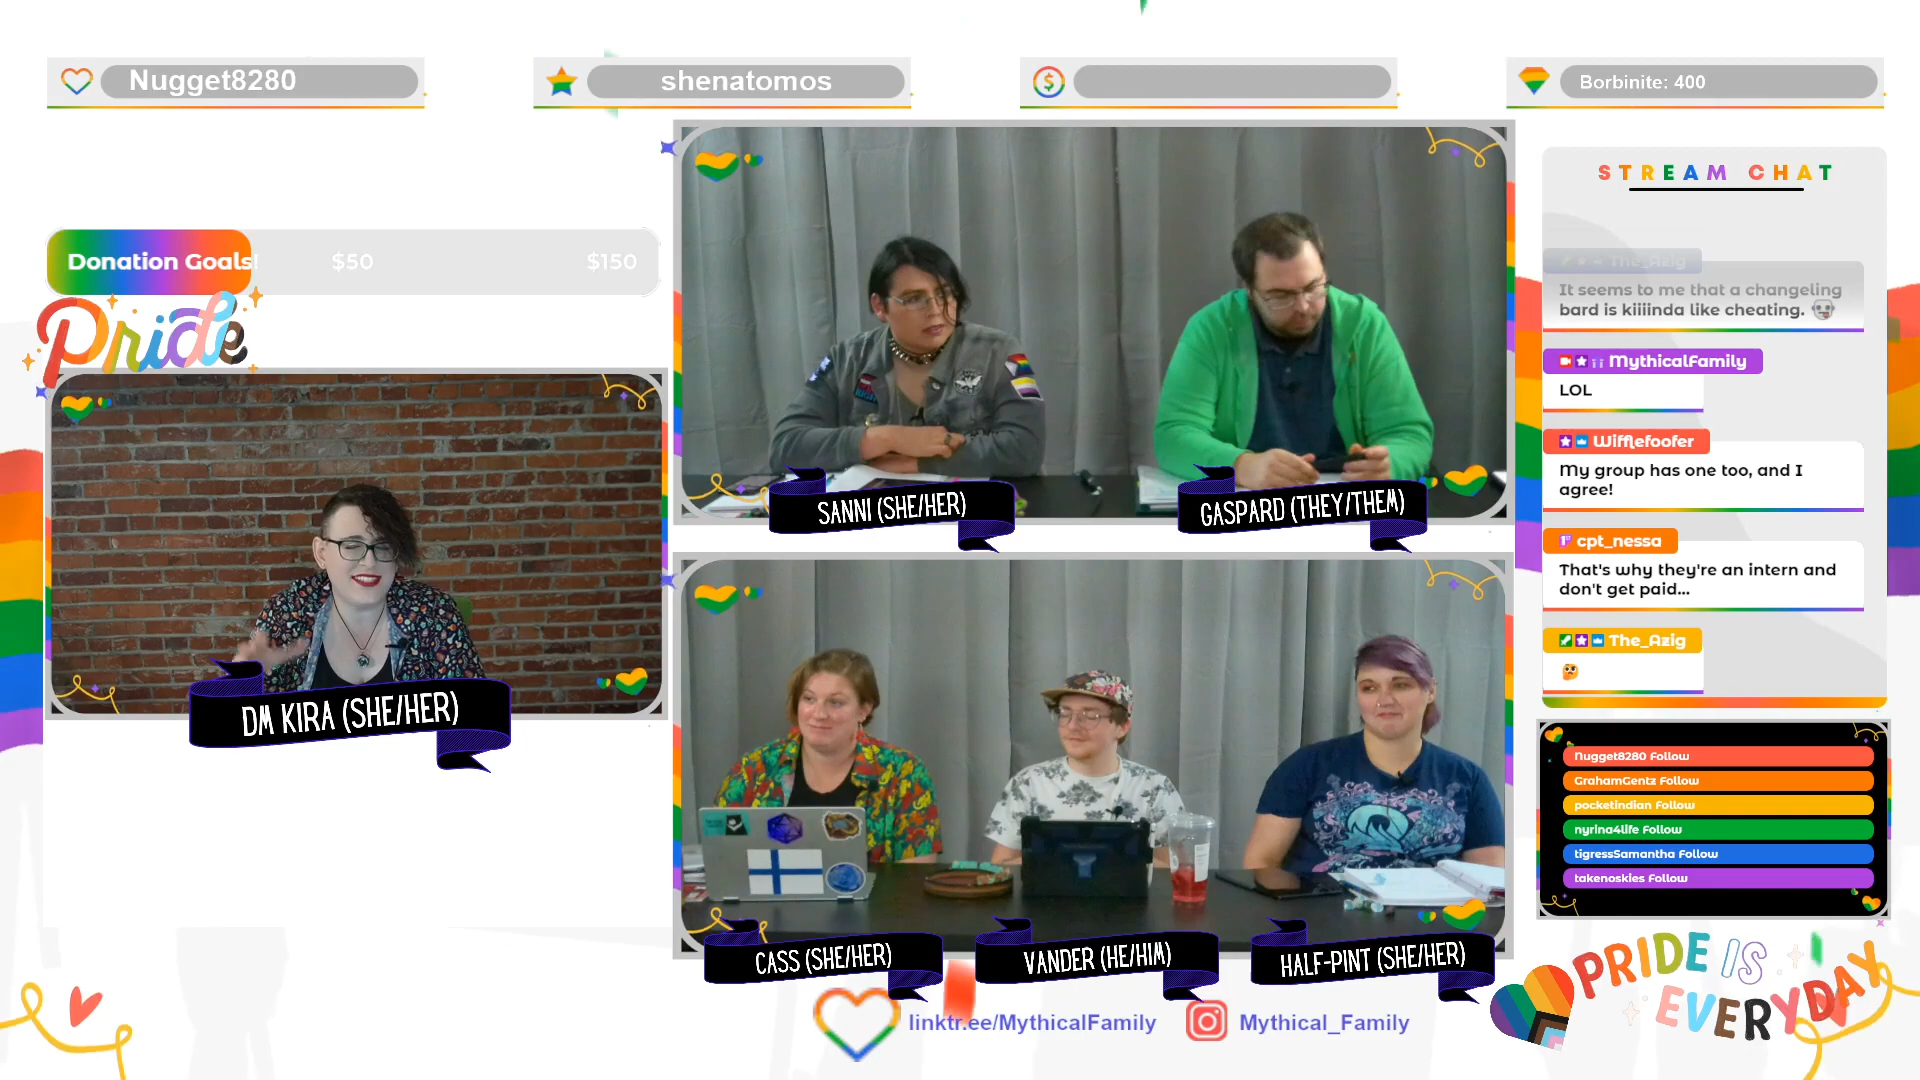 Nugget8280
shenatomos
Borbinite: 400
Donation Goals!
$50
$150
Pride
DM KIRA (SHE/HER)
SANNI (SHE/HER)
GASPARD (THEY/THEM)
CASS (SHE/HER)
VANDER (HE/HIM)
HALF-PINT (SHE/HER)
linktr.ee/MythicalFamily
Mythical_Family
STREAM CHAT
The_Azig
It seems to me that a changeling
bard is kiiiinda like cheating.
MythicalFamily
LOL
Wifflefoofer
My group has one too, and I
agree!
cpt_nessa
That's why they're an intern and
don't get paid...
The_Azig
Nugget8280 Follow
GrahamGentz Follow
pocketindian Follow
nyrina4life Follow
tigressSamantha Follow
takenoskies Follow
PRIDE IS
EVERYDAY